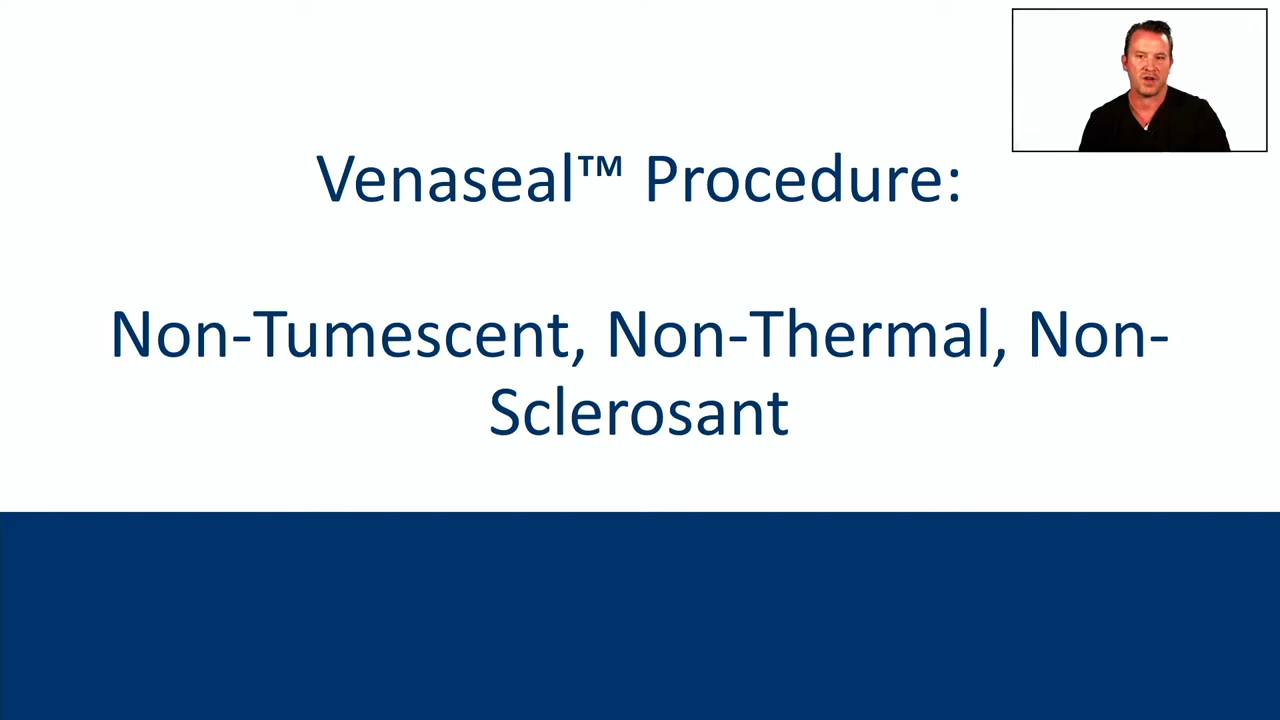 Venaseal™ Procedure:
Non-Tumescent, Non-Thermal, Non-
Sclerosant